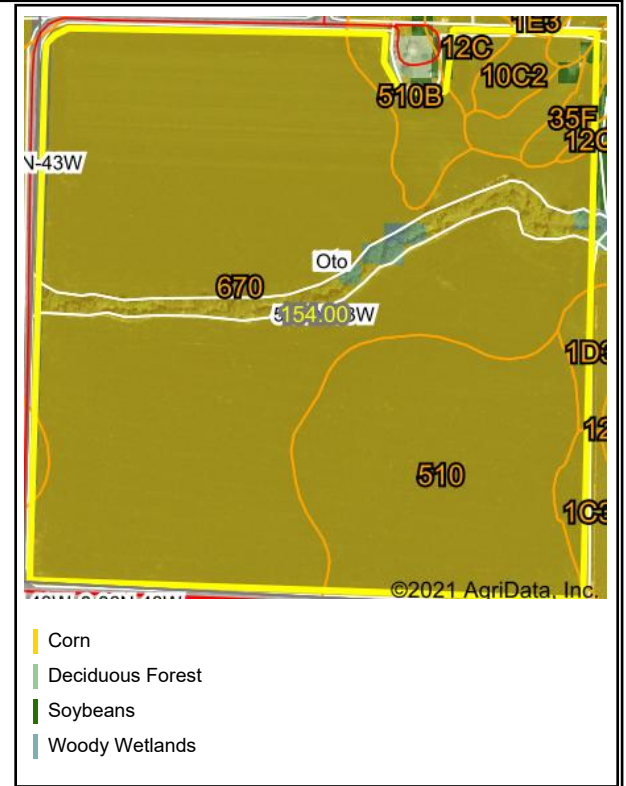 1E3
12C
10C2
510B
35F
12C
N-43W
Oto
670
154.00
1D3
12
510
1C3
©2021 AgriData, Inc.
Corn
Deciduous Forest
Soybeans
Woody Wetlands